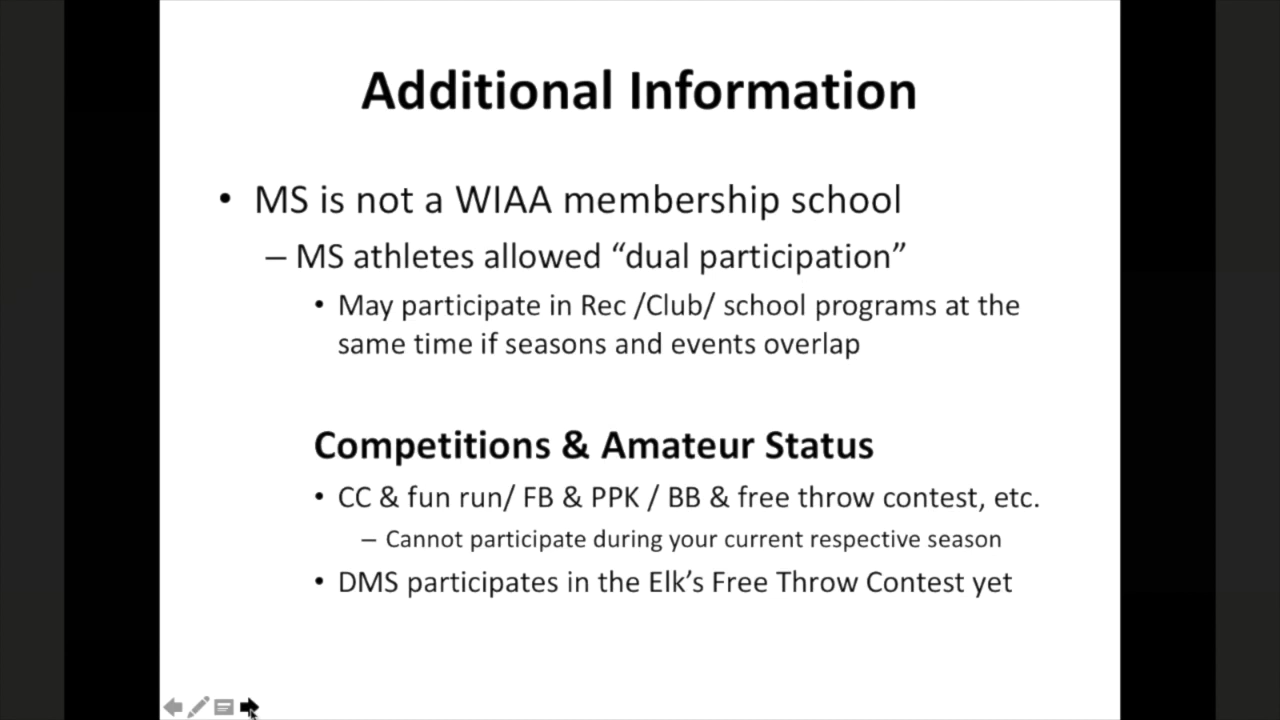 Additional Information
• MS is not a WIAA membership school
– MS athletes allowed “dual participation”
• May participate in Rec /Club/ school programs at the
same time if seasons and events overlap
Competitions & Amateur Status
• CC & fun run/ FB & PPK / BB & free throw contest, etc.
– Cannot participate during your current respective season
• DMS participates in the Elk’s Free Throw Contest yet